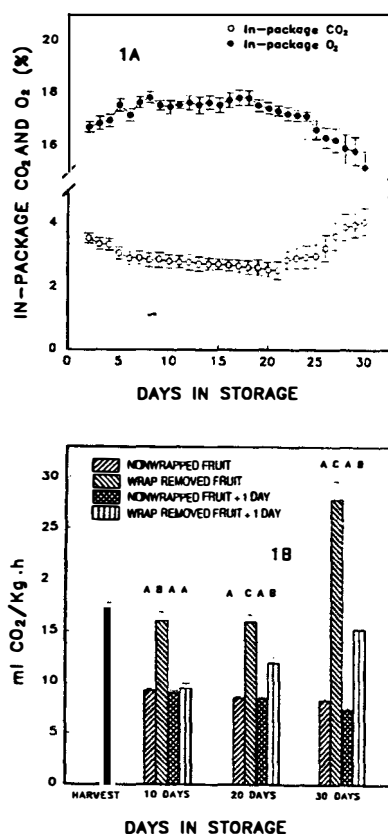 In-package CO₂
In-package O₂
1A
IN-PACKAGE CO₂ AND O₂ (%)
20
18
16
4
2
0
0 5 10 15 20 25 30 35
DAYS IN STORAGE
NONWRAPPED FRUIT
WRAP REMOVED FRUIT
NONWRAPPED FRUIT + 1 DAY
WRAP REMOVED FRUIT + 1 DAY
1B
A B A A
A C A B
A C A B
ml CO₂/Kg.h
30
25
20
15
10
5
0
HARVEST 10 DAYS 20 DAYS 30 DAYS
DAYS IN STORAGE